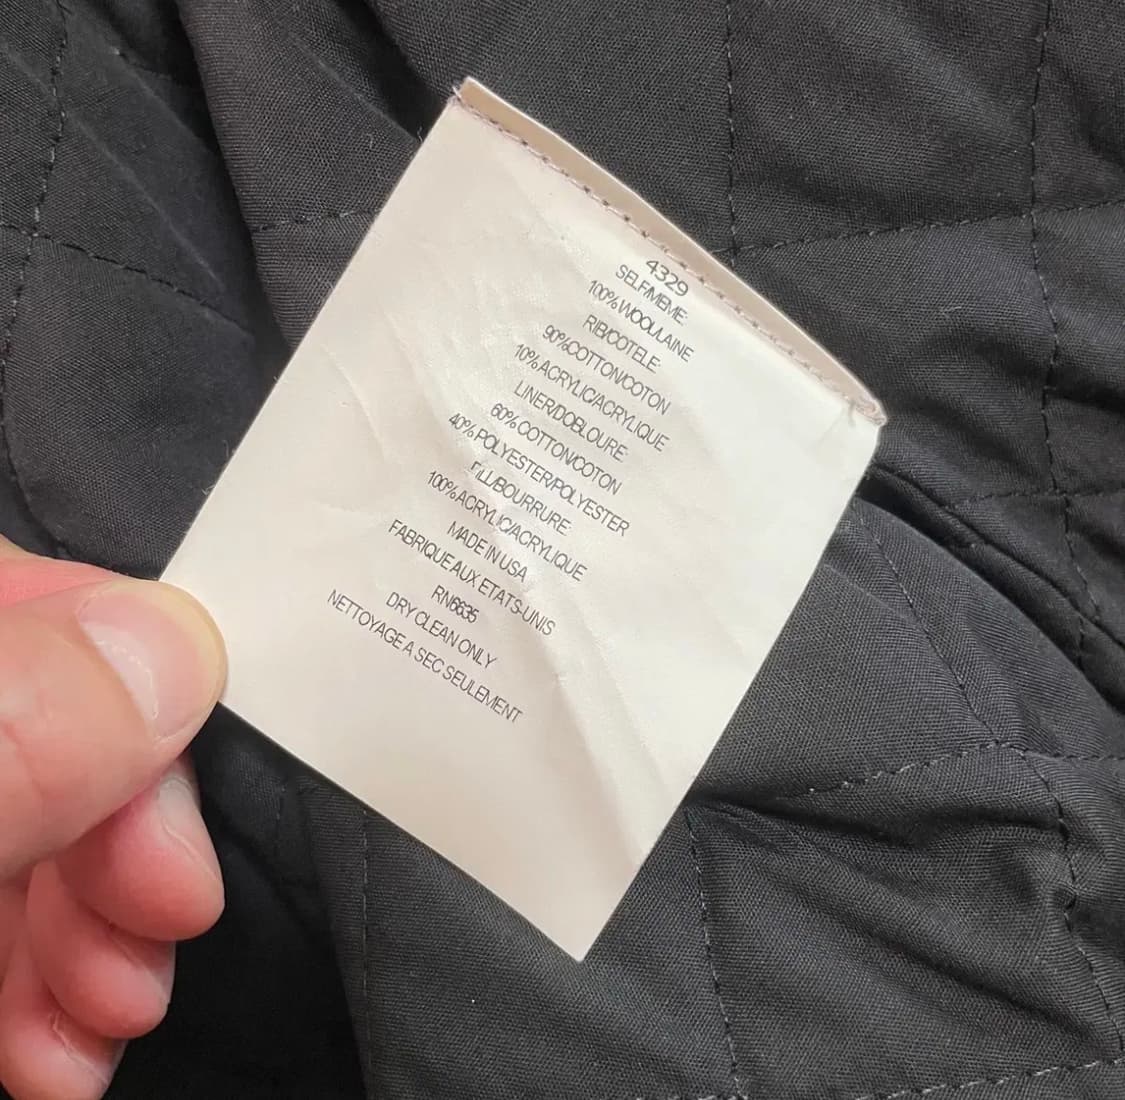 4329
SELF/MEME:
100%WOOL/LAINE
RIB/COTELE:
90%COTTON/COTON
10%ACRYLIC/ACRYLIQUE
LINER/DOBLOURE:
60%COTTON/COTON
40%POLYESTER/POLYESTER
FILL/BOURRURE:
100%ACRYLIC/ACRYLIQUE
MADE IN USA
FABRIQUE AUX ETATS-UNIS
RN6635
DRY CLEAN ONLY
NETTOYAGE A SEC SEULEMENT